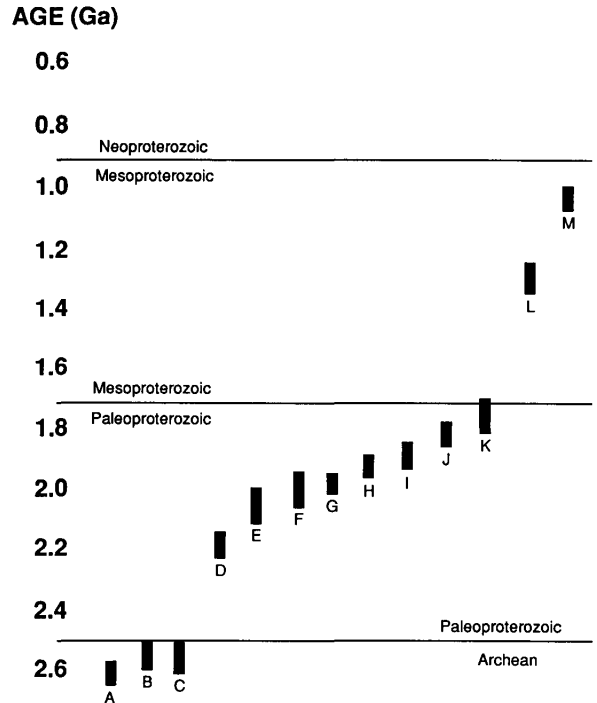 AGE (Ga)
0.6
0.8
Neoproterozoic
Mesoproterozoic
1.0
M
1.2
L
1.4
1.6
Mesoproterozoic
Paleoproterozoic
1.8
K
J
I
H
2.0
G
F
E
2.2
D
2.4
Paleoproterozoic
Archean
2.6
B
C
A